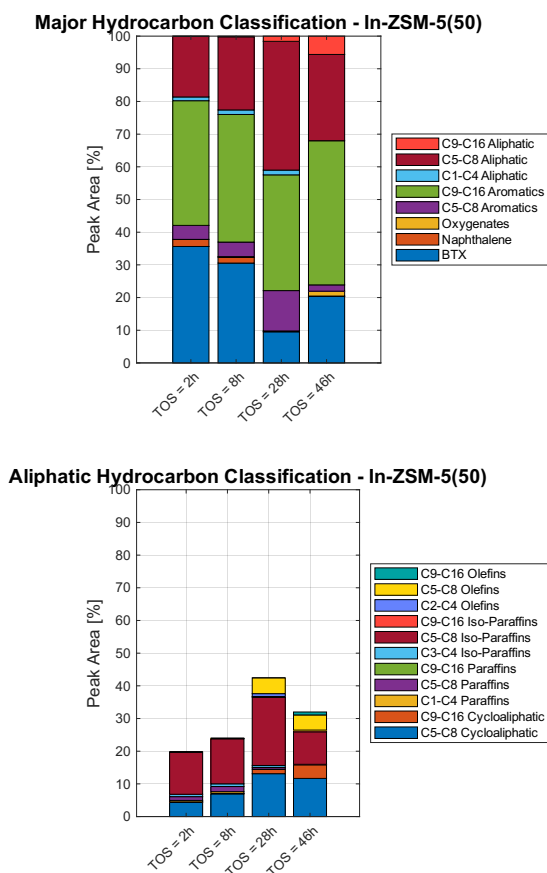 Major Hydrocarbon Classification - In-ZSM-5(50)
100
90
80
70
60
50
40
30
20
10
0
Peak Area [%]
TOS = 2h
TOS = 8h
TOS = 28h
TOS = 46h
C9-C16 Aliphatic
C5-C8 Aliphatic
C1-C4 Aliphatic
C9-C16 Aromatics
C5-C8 Aromatics
Oxygenates
Naphthalene
BTX
Aliphatic Hydrocarbon Classification - In-ZSM-5(50)
100
90
80
70
60
50
40
30
20
10
0
Peak Area [%]
TOS = 2h
TOS = 8h
TOS = 28h
TOS = 46h
C9-C16 Olefins
C5-C8 Olefins
C2-C4 Olefins
C9-C16 Iso-Paraffins
C5-C8 Iso-Paraffins
C3-C4 Iso-Paraffins
C9-C16 Paraffins
C5-C8 Paraffins
C1-C4 Paraffins
C9-C16 Cycloaliphatic
C5-C8 Cycloaliphatic